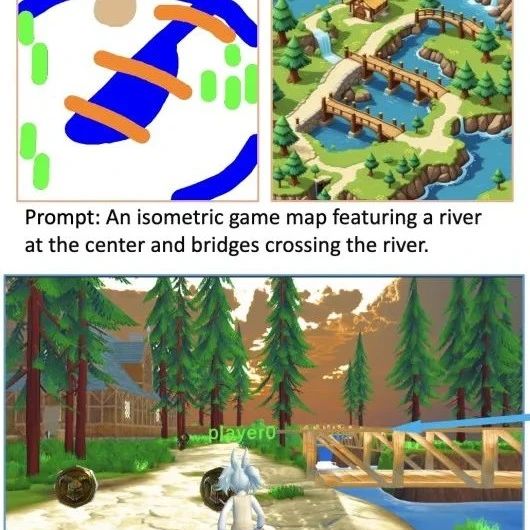 Prompt: An isometric game map featuring a river
at the center and bridges crossing the river.
player0